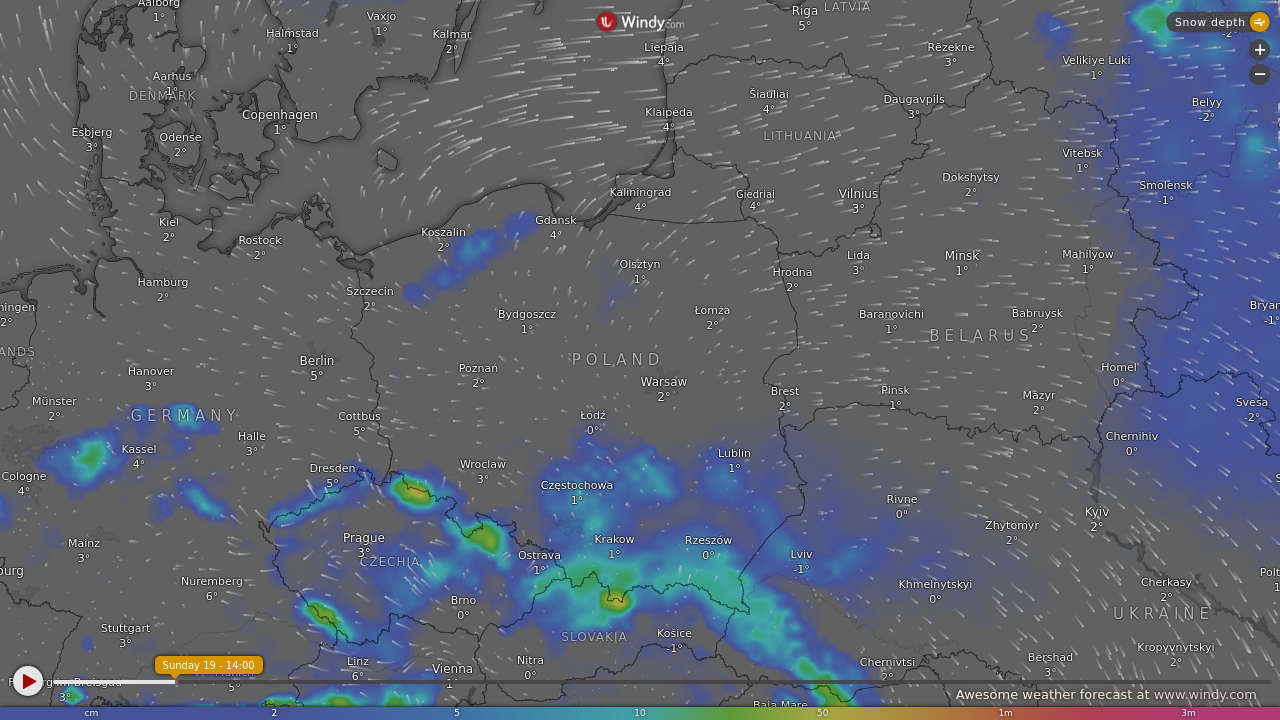 Aalborg
1°
Vaxjo
1°
Halmstad
1°
Kalmar
2°
Windy.com
Liepaja
4°
Riga
5°
LATVIA
Rēzekne
3°
Snow depth
-2°
Velikiye Luki
1°
Aarhus
1°
DENMARK
Šiauliai
4°
Daugavpils
3°
Belyy
-2°
Copenhagen
1°
Klaipėda
4°
Esbjerg
3°
Odense
2°
LITHUANIA
Vitebsk
1°
Dokshytsy
2°
Smolensk
-1°
Kaliningrad
4°
Giedriai
4°
Vilnius
3°
Kiel
2°
Koszalin
2°
Gdansk
4°
Rostock
2°
Lida
3°
Minsk
1°
Mahilyow
1°
Olsztyn
1°
Hrodna
2°
Hamburg
2°
Szczecin
2°
ningen
2°
Bydgoszcz
1°
Łomża
2°
Baranovichi
1°
Babruysk
2°
Bryan
-1°
BELARUS
ANDS
POLAND
Hanover
3°
Berlin
5°
Poznań
2°
Warsaw
2°
Homel'
0°
Brest
2°
Pinsk
1°
Mazyr
2°
Münster
2°
GERMANY
Cottbus
5°
Łódź
0°
Svesa
-2°
Halle
3°
Chernihiv
0°
Kassel
4°
Lublin
1°
Dresden
5°
Wroclaw
3°
Cologne
4°
Częstochowa
1°
Rivne
0°
Kyiv
2°
Zhytomyr
2°
Mainz
3°
Prague
3°
Krakow
1°
Rzeszów
0°
Ostrava
1°
Lviv
-1°
CZECHIA
burg
Nuremberg
6°
Khmelnytskyi
0°
Cherkasy
2°
Polt
1
Brno
0°
UKRAINE
Stuttgart
3°
SLOVAKIA
Košice
-1°
Kropyvnytskyi
2°
Sunday 19 - 14:00
Linz
6°
Vienna
1
Nitra
0°
Chernivtsi
2°
Bershad
3°
3°
5°
Awesome weather forecast at www.windy.com
Baia Mare
cm
2
5
10
50
1m
3m